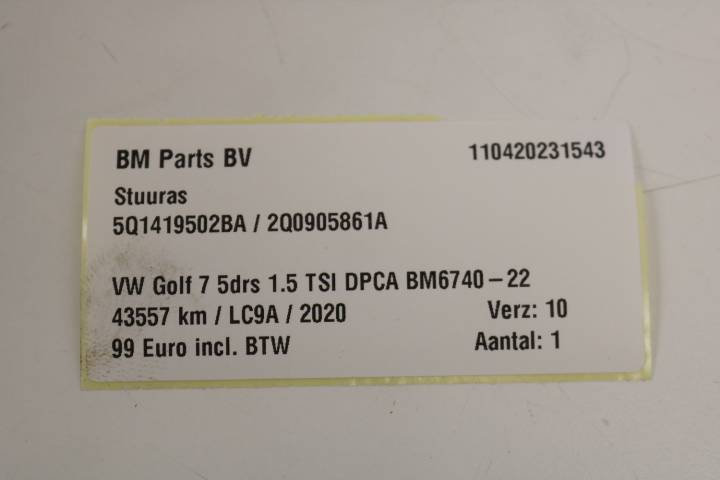 BM Parts BV 110420231543
Stuuras
5Q1419502BA / 2Q0905861A
VW Golf 7 5drs 1.5 TSI DPCA BM6740-22
43557 km / LC9A / 2020 Verz: 10
99 Euro incl. BTW Aantal: 1